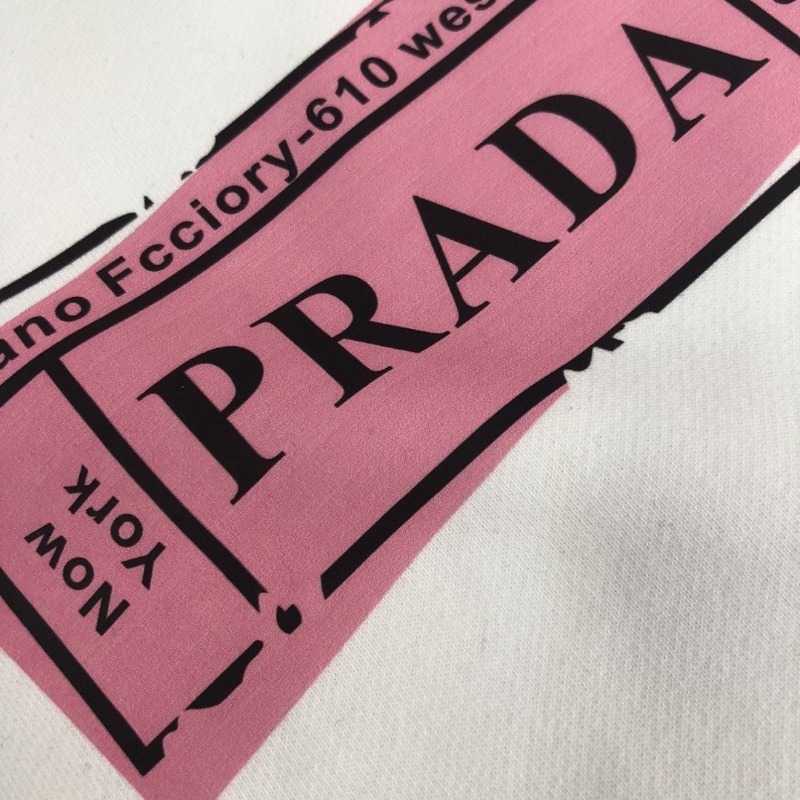 ano Fcciory-610 wes
PRADA
Now
York